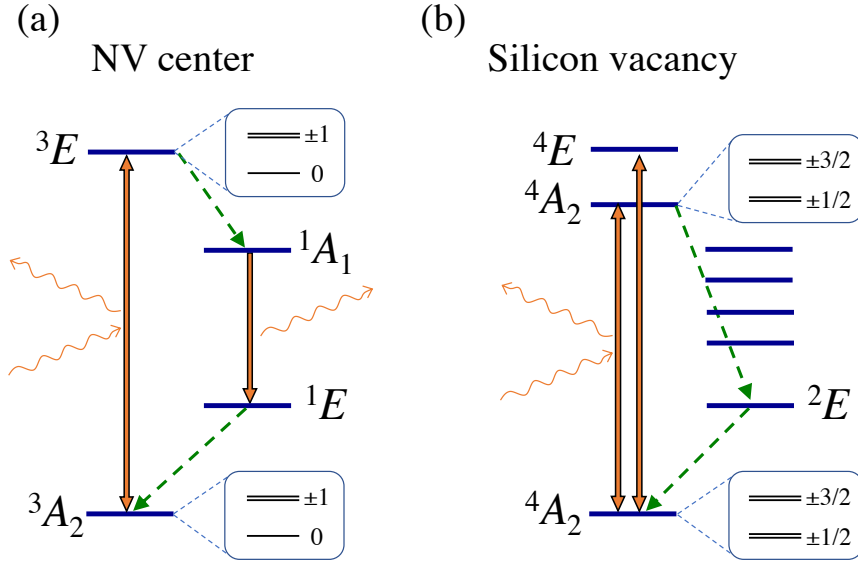 (a)
NV center
³E
±1
0
¹A₁
¹E
³A₂
±1
0
(b)
Silicon vacancy
⁴E
⁴A₂
±3/2
±1/2
²E
⁴A₂
±3/2
±1/2